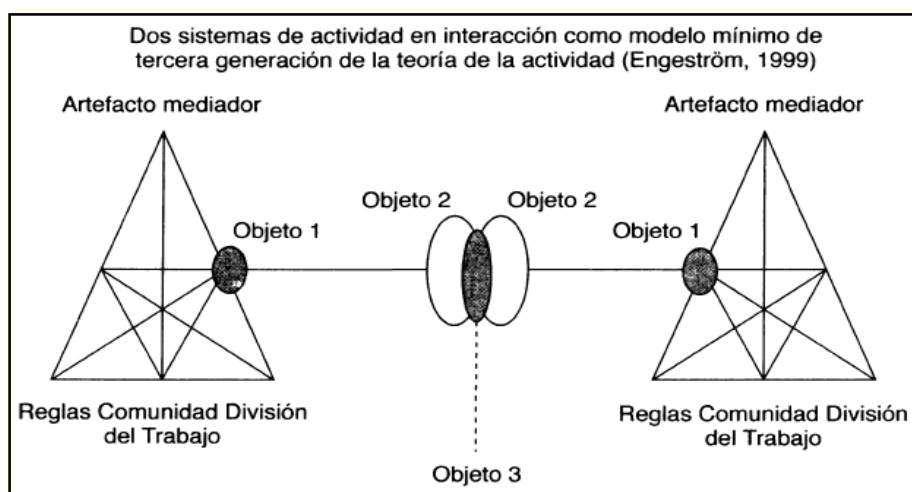 Dos sistemas de actividad en interacción como modelo mínimo de
tercera generación de la teoría de la actividad (Engeström, 1999)
Artefacto mediador
Artefacto mediador
Objeto 2
Objeto 2
Objeto 1
Objeto 1
Reglas Comunidad División
del Trabajo
Reglas Comunidad División
del Trabajo
Objeto 3